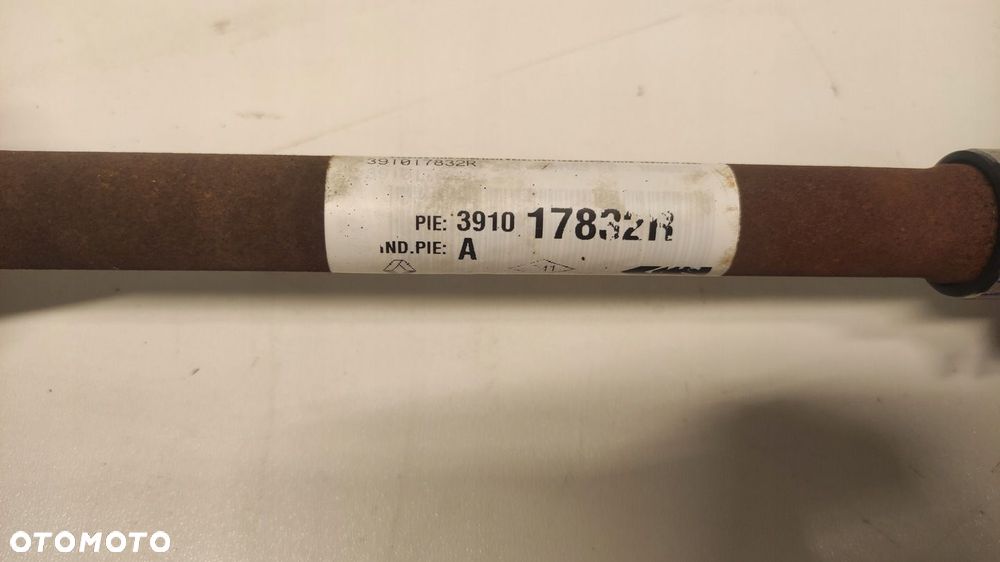 391017832R
PIE: 3910 17832R
IND.PIE: A
11
OTOMOTO